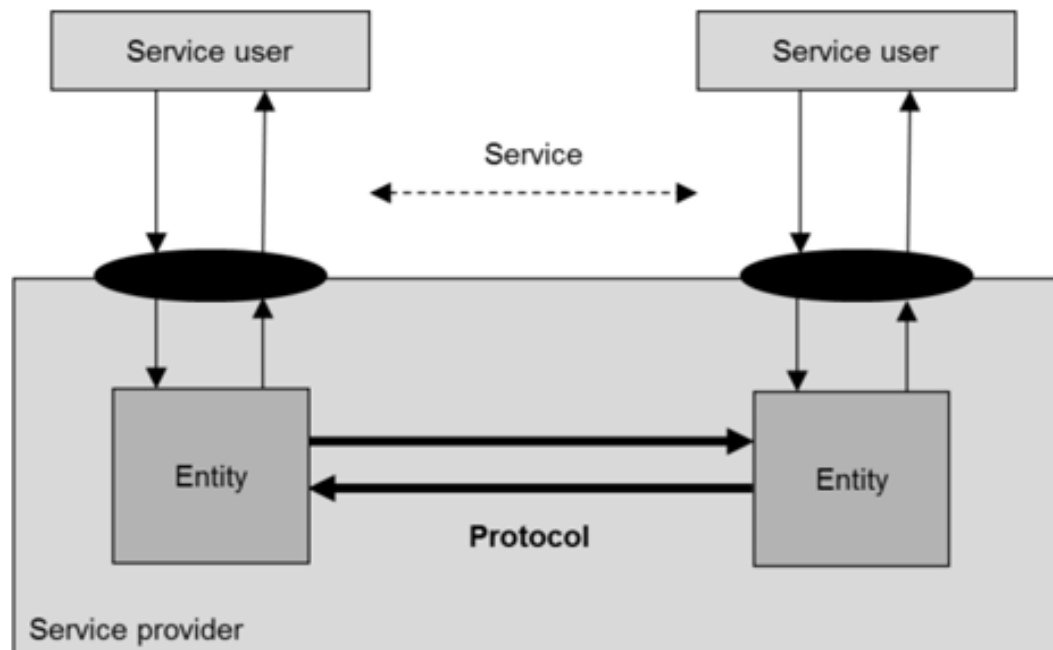 Service user
Service user
Service
Entity
Entity
Protocol
Service provider